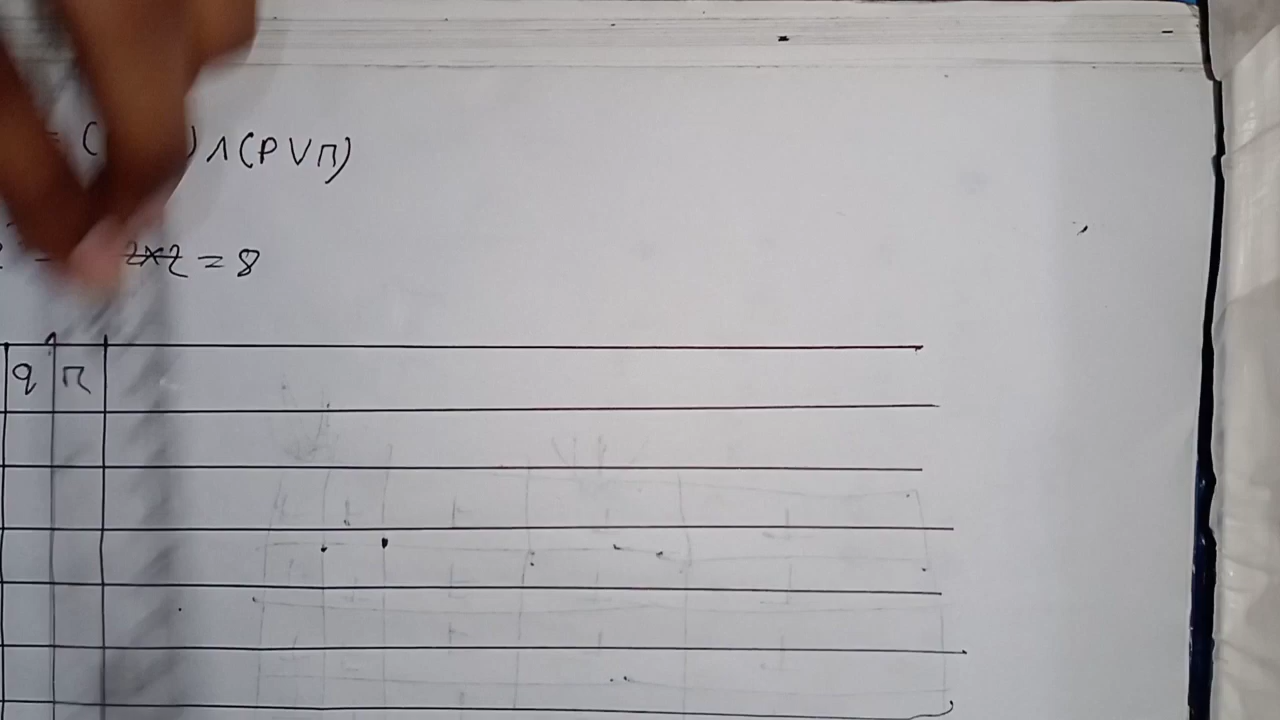 = ( ) ∧ (P ∨ r)
2×2 = 8
q r